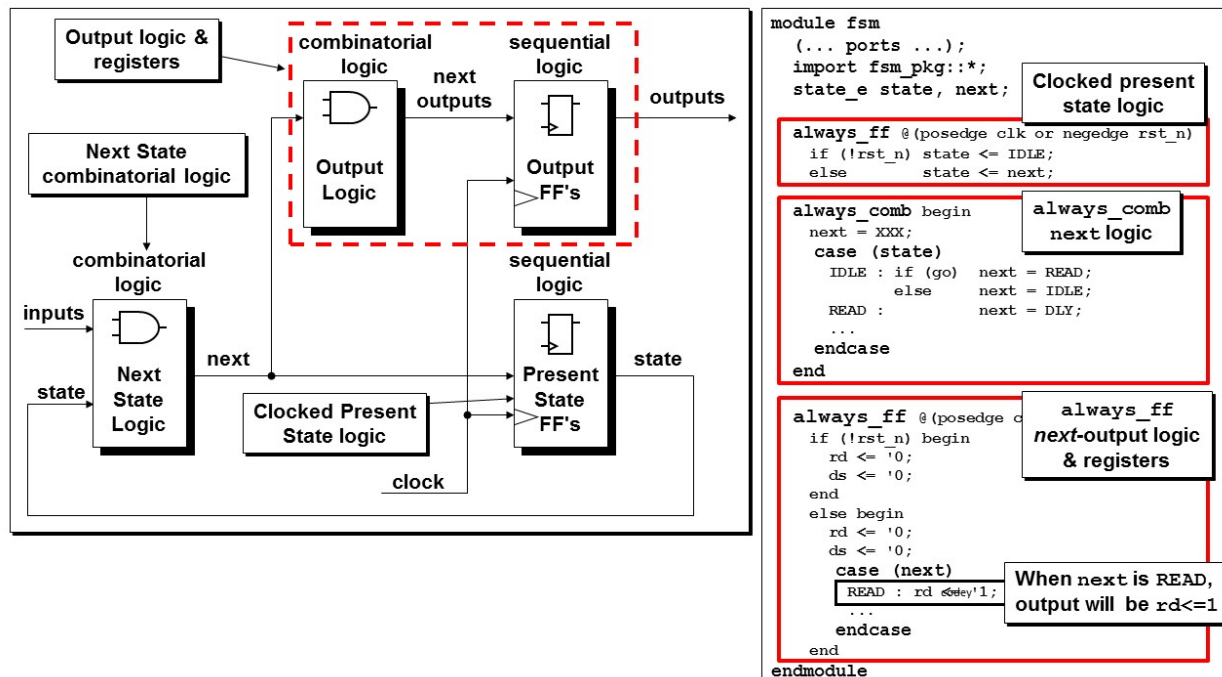 Output logic &
registers
combinatorial
logic
sequential
logic
next
outputs
outputs
Output
Logic
Output
FF's
Next State
combinatorial logic
combinatorial
logic
sequential
logic
inputs
state
next
Next
State
Logic
Present
State
FF's
state
Clocked Present
State logic
clock
module fsm
(... ports ...);
import fsm_pkg::*;
state_e state, next;
Clocked present
state logic
always_ff @(posedge clk or negedge rst_n)
if (!rst_n) state <= IDLE;
else state <= next;
always_comb begin
next = XXX;
case (state)
IDLE : if (go) next = READ;
else next = IDLE;
READ : next = DLY;
...
endcase
end
always_comb
next logic
always_ff @(posedge c
if (!rst_n) begin
rd <= '0;
ds <= '0;
end
else begin
rd <= '0;
ds <= '0;
case (next)
READ : rd '1;
...
endcase
end
endmodule
always_ff
next-output logic
& registers
When next is READ,
output will be rd<=1